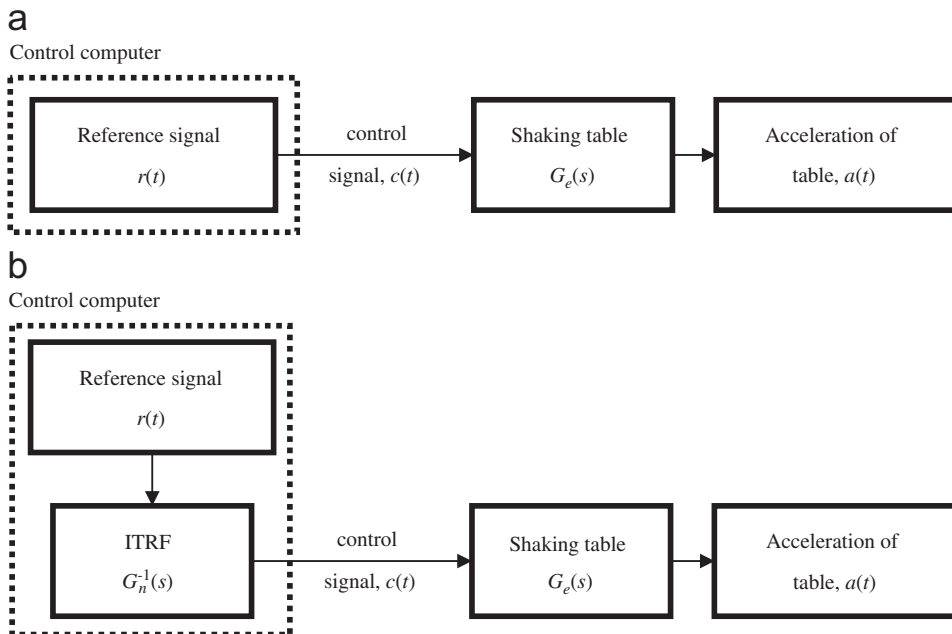 a
Control computer
Reference signal
r(t)
control
signal, c(t)
Shaking table
Gₑ(s)
Acceleration of
table, a(t)
b
Control computer
Reference signal
r(t)
ITRF
Gₙ⁻¹(s)
control
signal, c(t)
Shaking table
Gₑ(s)
Acceleration of
table, a(t)